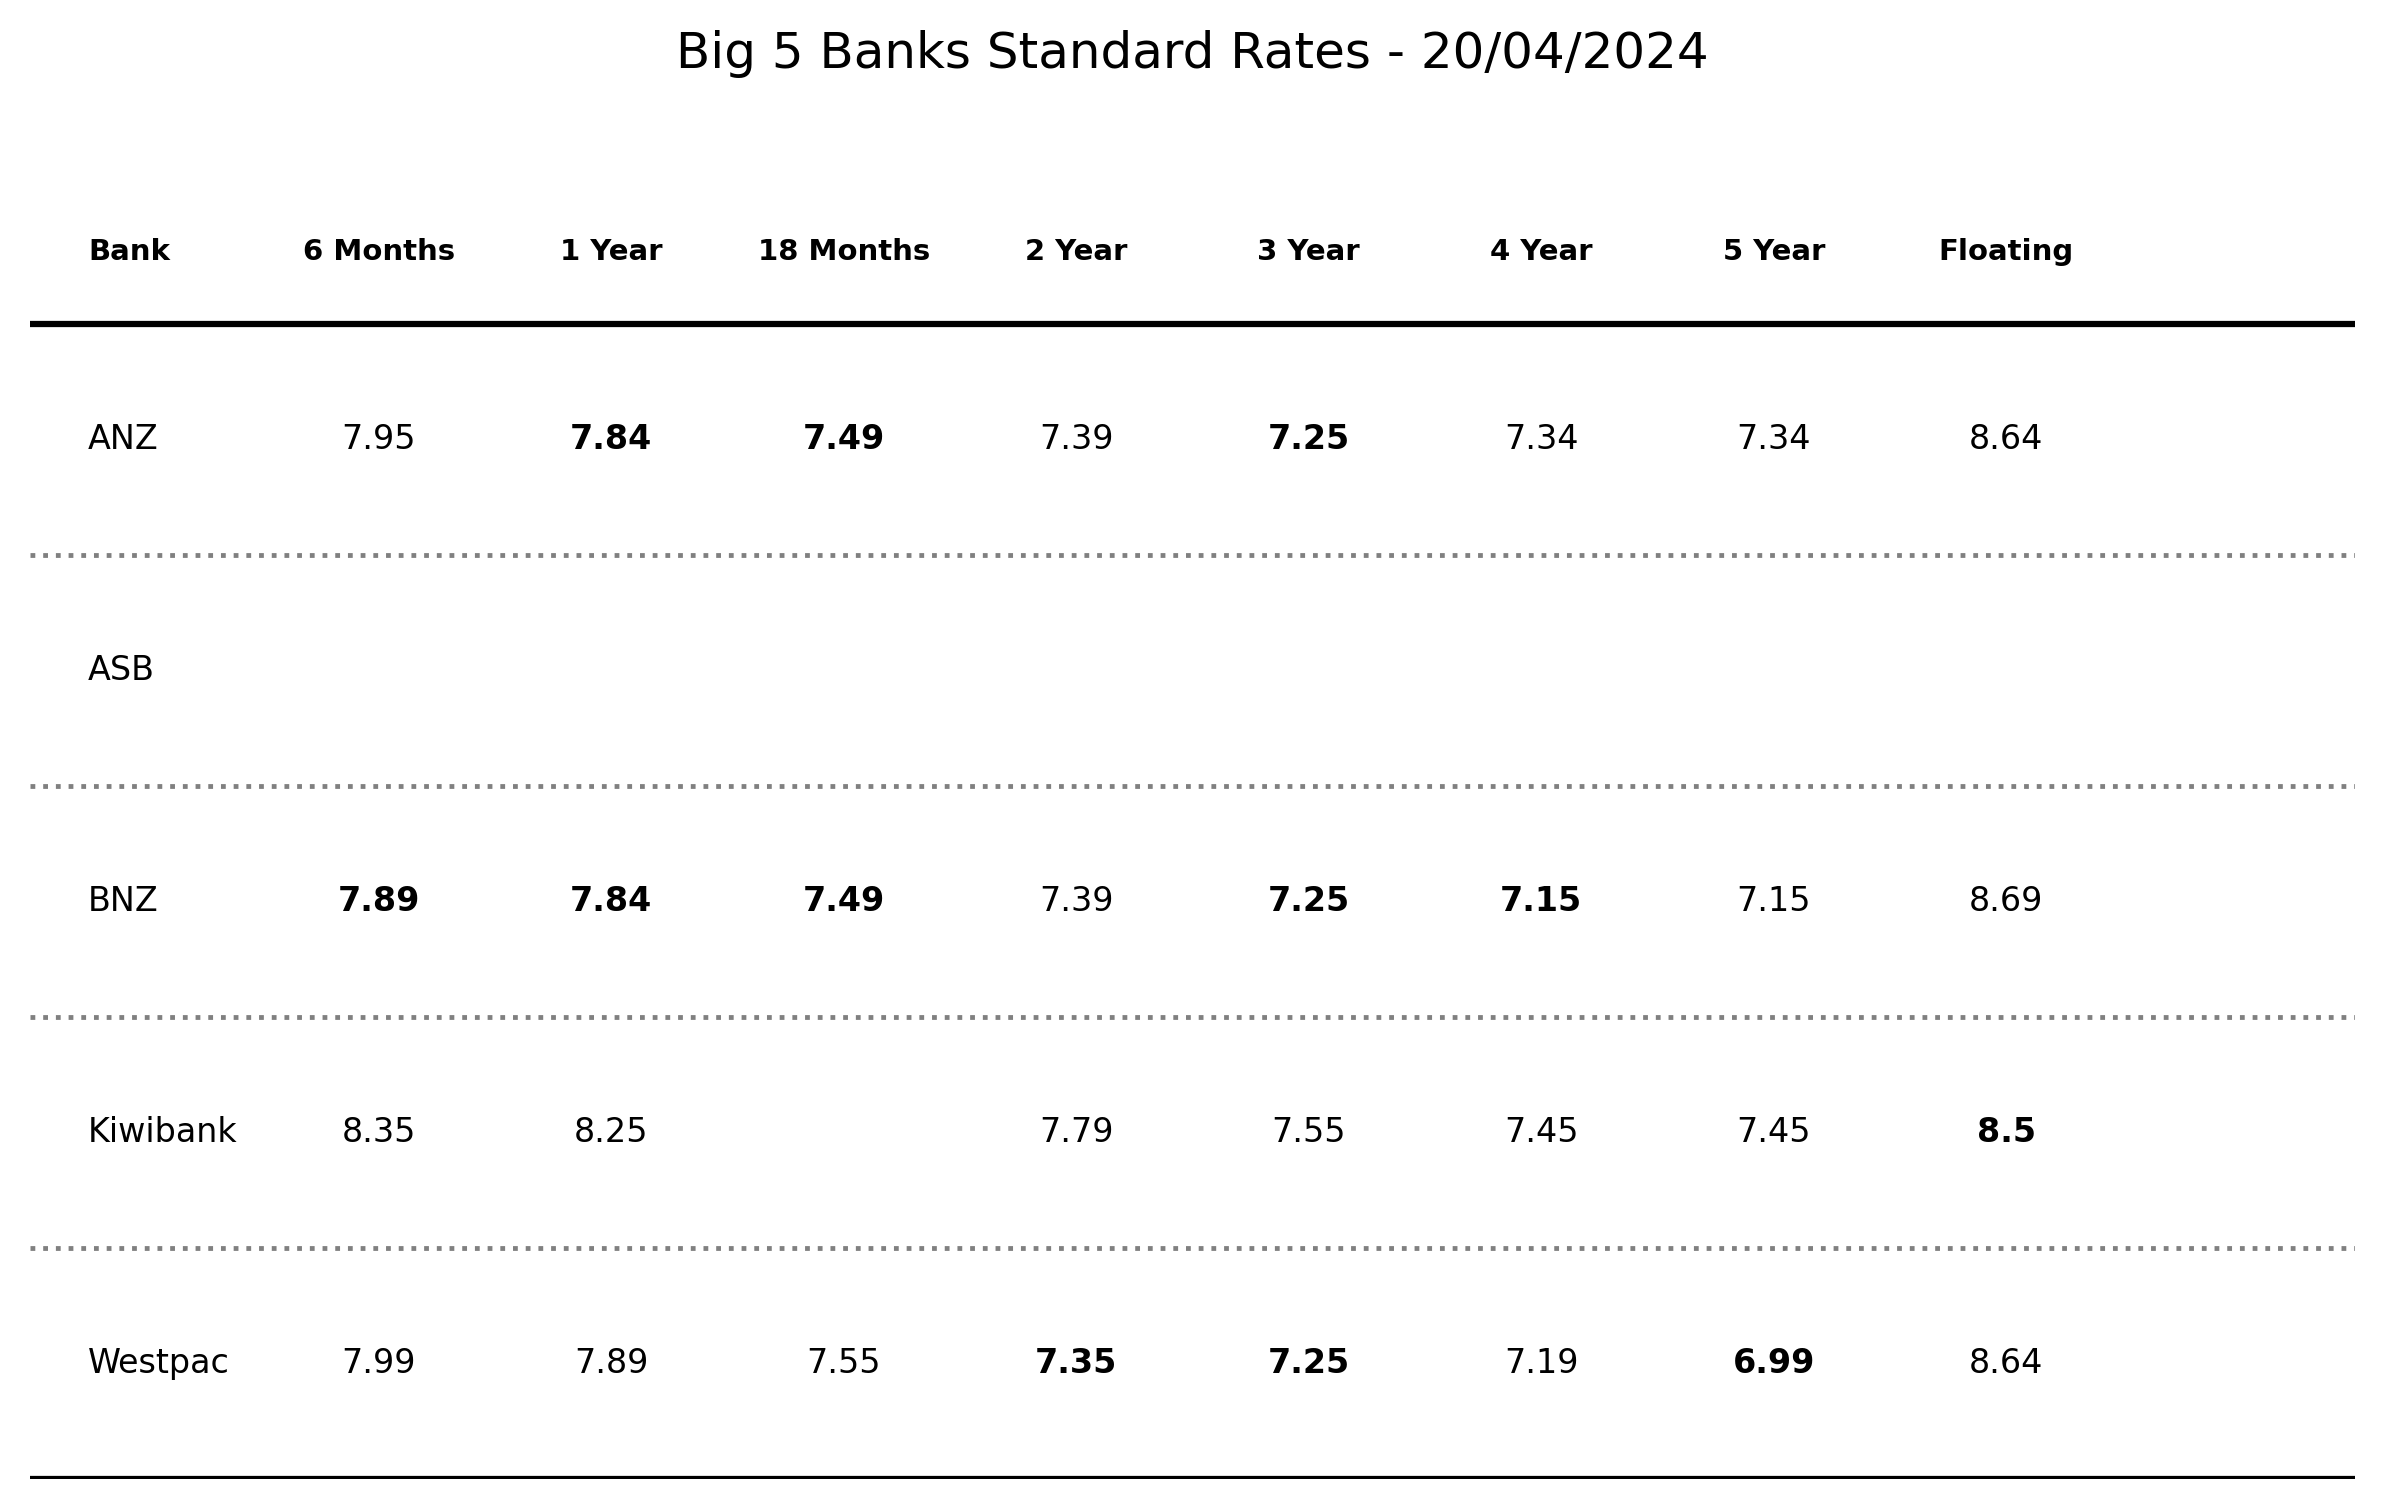 Big 5 Banks Standard Rates - 20/04/2024
Bank 6 Months 1 Year 18 Months 2 Year 3 Year 4 Year 5 Year Floating
ANZ 7.95 7.84 7.49 7.39 7.25 7.34 7.34 8.64
ASB
BNZ 7.89 7.84 7.49 7.39 7.25 7.15 7.15 8.69
Kiwibank 8.35 8.25 7.79 7.55 7.45 7.45 8.5
Westpac 7.99 7.89 7.55 7.35 7.25 7.19 6.99 8.64